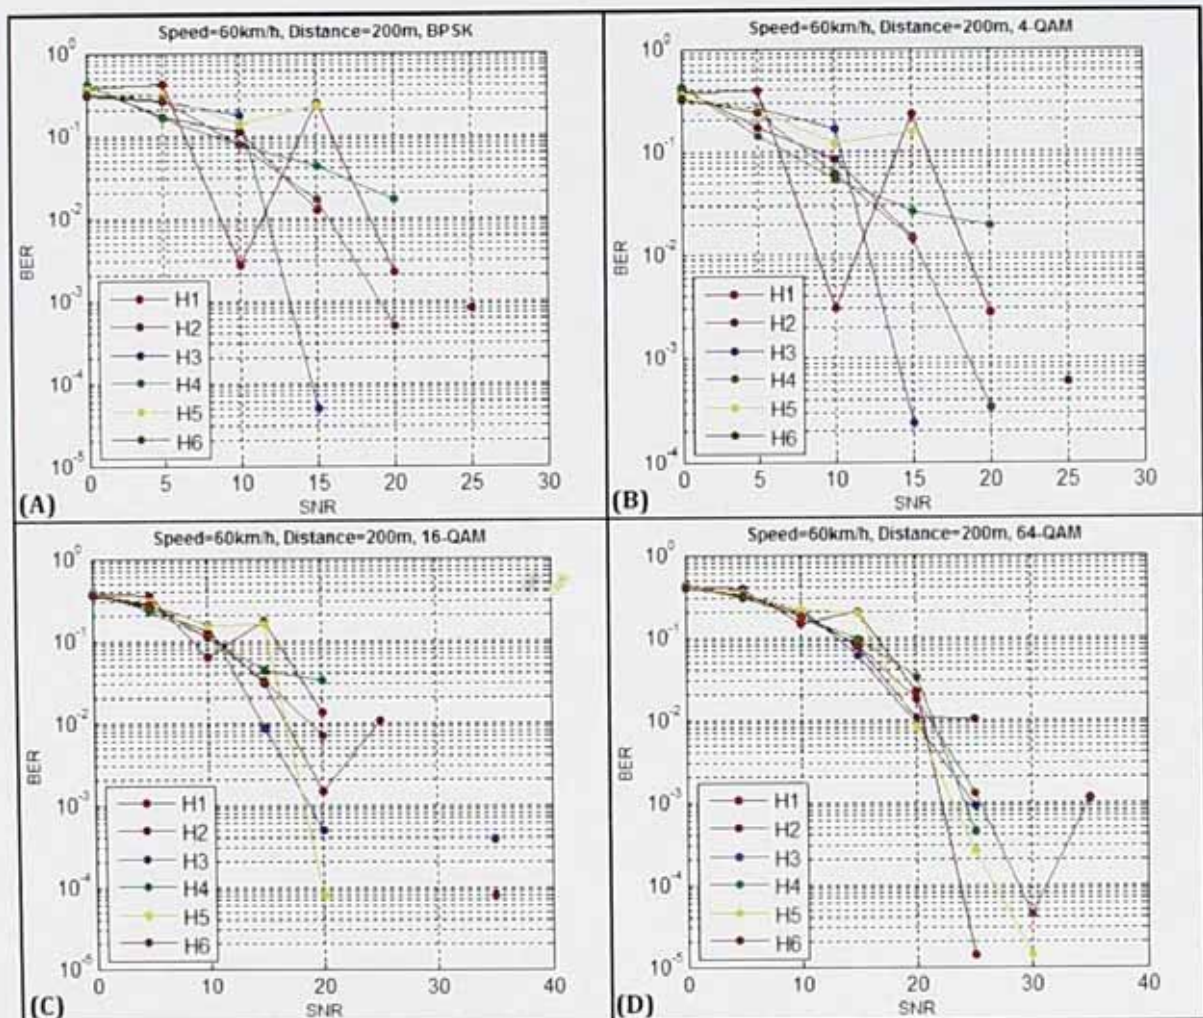 Speed=60km/h, Distance=200m, BPSK
10^0
10^-1
10^-2
10^-3
10^-4
10^-5
BER
H1
H2
H3
H4
H5
H6
0 5 10 15 20 25 30
SNR
(A)
Speed=60km/h, Distance=200m, 4-QAM
10^0
10^-1
10^-2
10^-3
10^-4
BER
H1
H2
H3
H4
H5
H6
0 5 10 15 20 25 30
SNR
(B)
Speed=60km/h, Distance=200m, 16-QAM
10^0
10^-1
10^-2
10^-3
10^-4
10^-5
BER
H1
H2
H3
H4
H5
H6
0 10 20 30 40
SNR
(C)
Speed=60km/h, Distance=200m, 64-QAM
10^0
10^-1
10^-2
10^-3
10^-4
10^-5
BER
H1
H2
H3
H4
H5
H6
0 10 20 30 40
SNR
(D)